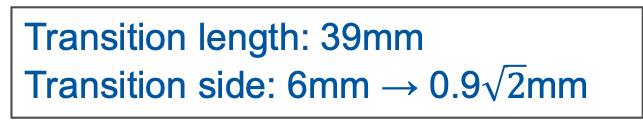 Transition length: 39mm
Transition side: 6mm → 0.9√2mm